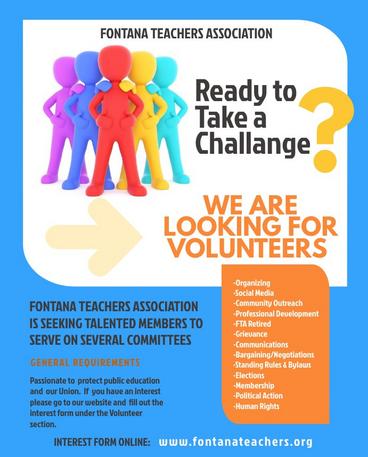 FONTANA TEACHERS ASSOCIATION
Ready to
Take a
Challange
?
WE ARE
LOOKING FOR
VOLUNTEERS
-Organizing
-Social Media
-Community Outreach
-Professional Development
-FTA Retired
-Grievance
-Communications
-Bargaining/Negotiations
-Standing Rules & Bylaws
-Elections
-Membership
-Political Action
-Human Rights
FONTANA TEACHERS ASSOCIATION
IS SEEKING TALENTED MEMBERS TO
SERVE ON SEVERAL COMMITTEES
GENERAL REQUIREMENTS
Passionate to protect public education
and our Union. If you have an interest
please go to our website and fill out the
interest form under the Volunteer
section.
INTEREST FORM ONLINE: www.fontanateachers.org